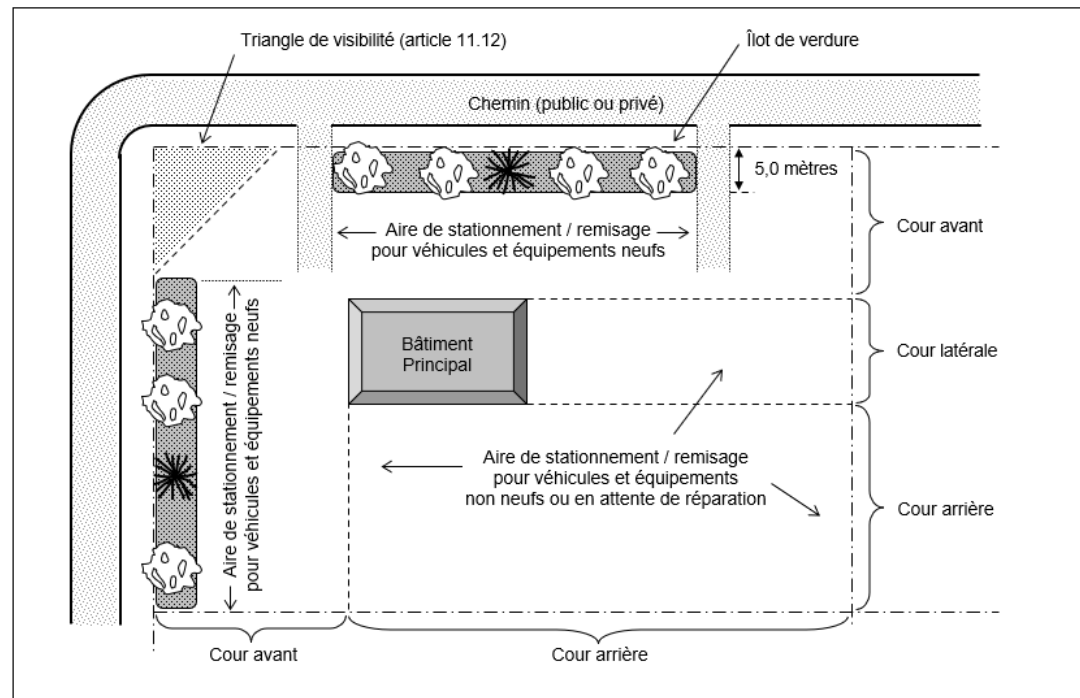 Triangle de visibilité (article 11.12)
Îlot de verdure
Chemin (public ou privé)
5,0 mètres
Aire de stationnement / remisage
pour véhicules et équipements neufs
Cour avant
Aire de stationnement / remisage
pour véhicules et équipements neufs
Bâtiment
Principal
Cour latérale
Aire de stationnement / remisage
pour véhicules et équipements
non neufs ou en attente de réparation
Cour arrière
Cour avant
Cour arrière